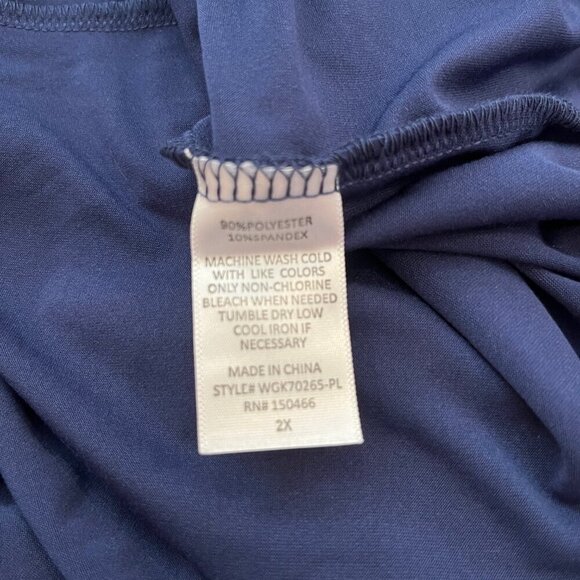 90%POLYESTER
10%SPANDEX
MACHINE WASH COLD
WITH LIKE COLORS
ONLY NON-CHLORINE
BLEACH WHEN NEEDED
TUMBLE DRY LOW
COOL IRON IF
NECESSARY
MADE IN CHINA
STYLE# WGK70265-PL
RN# 150466
2X